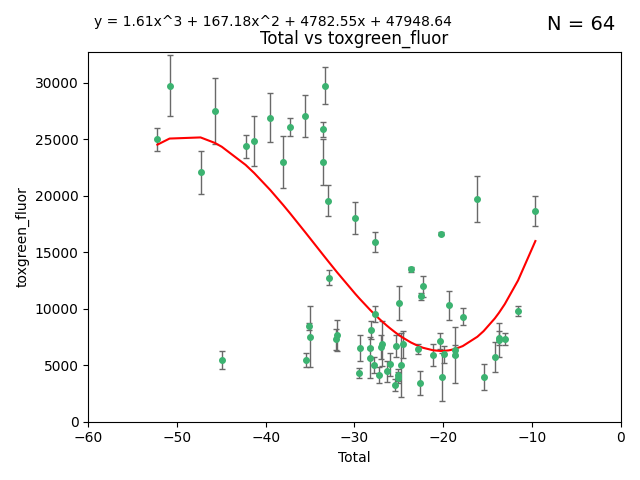 y = 1.61x^3 + 167.18x^2 + 4782.55x + 47948.64
N = 64
Total vs toxgreen_fluor
30000
25000
20000
15000
10000
5000
0
toxgreen_fluor
−60
−50
−40
−30
−20
−10
0
Total